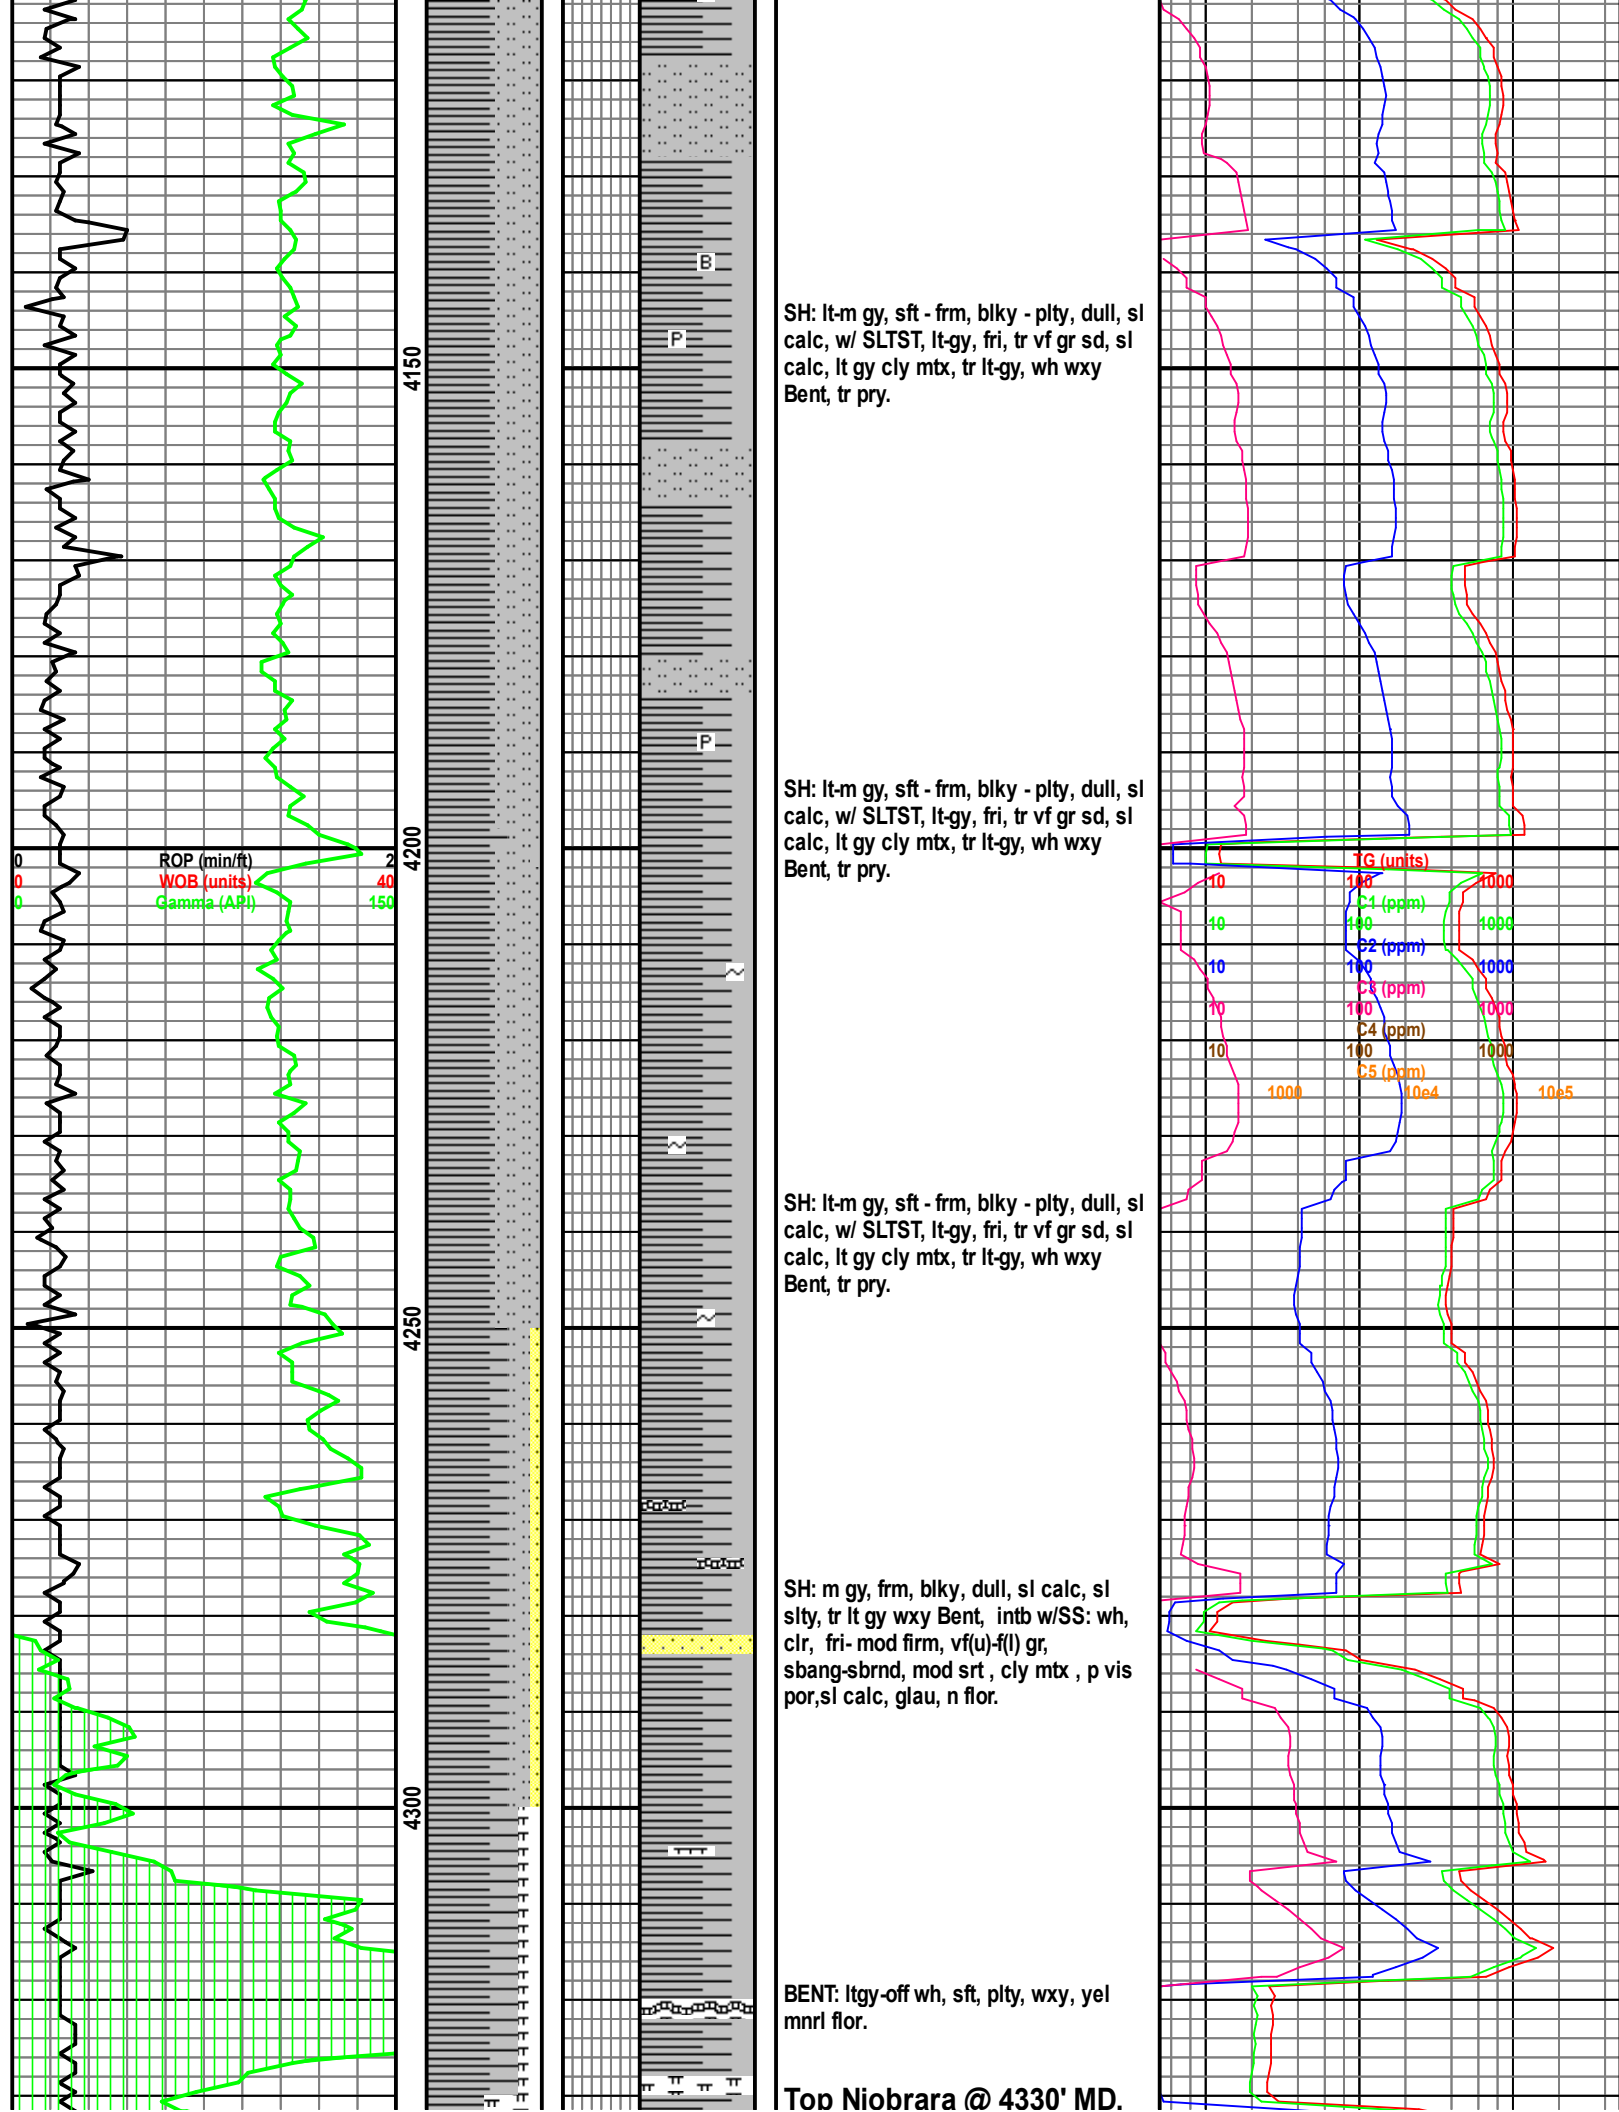 B
SH: lt-m gy, sft - frm, blky - plty, dull, sl
calc, w/ SLTST, lt-gy, fri, tr vf gr sd, sl
calc, lt gy cly mtx, tr lt-gy, wh wxy
Bent, tr pry.
P
4150
P
SH: lt-m gy, sft - frm, blky - plty, dull, sl
calc, w/ SLTST, lt-gy, fri, tr vf gr sd, sl
calc, lt gy cly mtx, tr lt-gy, wh wxy
Bent, tr pry.
4200
0 ROP (min/ft) 2
0 WOB (units) 40
0 Gamma (API) 150
TG (units)
10 100 1000
C1 (ppm)
10 100 1000
C2 (ppm)
10 100 1000
C3 (ppm)
10 100 1000
C4 (ppm)
10 100 1000
C5 (ppm)
1000 10e4 10e5
SH: lt-m gy, sft - frm, blky - plty, dull, sl
calc, w/ SLTST, lt-gy, fri, tr vf gr sd, sl
calc, lt gy cly mtx, tr lt-gy, wh wxy
Bent, tr pry.
4250
SH: m gy, frm, blky, dull, sl calc, sl
slty, tr lt gy wxy Bent, intb w/SS: wh,
clr, fri- mod firm, vf(u)-f(l) gr,
sbang-sbrnd, mod srt , cly mtx , p vis
por,sl calc, glau, n flor.
4300
BENT: ltgy-off wh, sft, plty, wxy, yel
mnrl flor.
Top Niobrara @ 4330' MD.